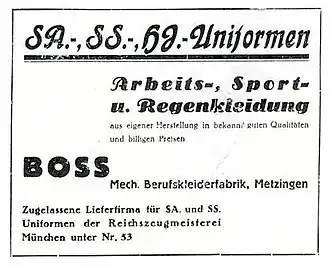 SA.-, SS.-, HJ.-Uniformen
Arbeits-, Sport-
u. Regenkleidung
aus eigener Herstellung in bekannt guten Qualitäten
und billigen Preisen
BOSS
Mech. Berufskleiderfabrik, Metzingen
Zugelassene Lieferfirma für SA. und SS.
Uniformen der Reichszeugmeisterei
München unter Nr. 53